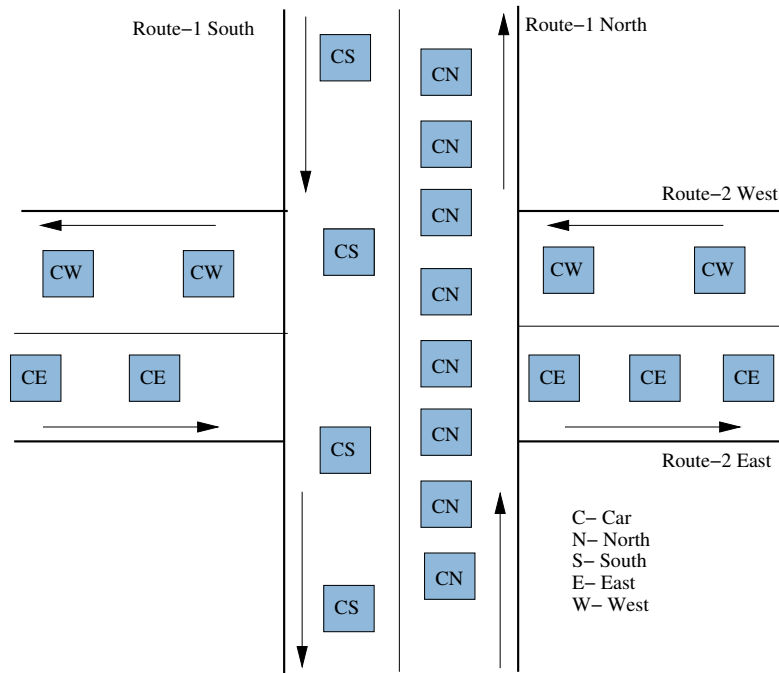 Route−1 South
Route−1 North
CS
CN
CN
Route−2 West
CN
CS
CW
CW
CW
CW
CN
CN
CE
CE
CE
CE
CE
CN
CS
Route−2 East
CN
C− Car
N− North
S− South
E− East
W− West
CN
CS